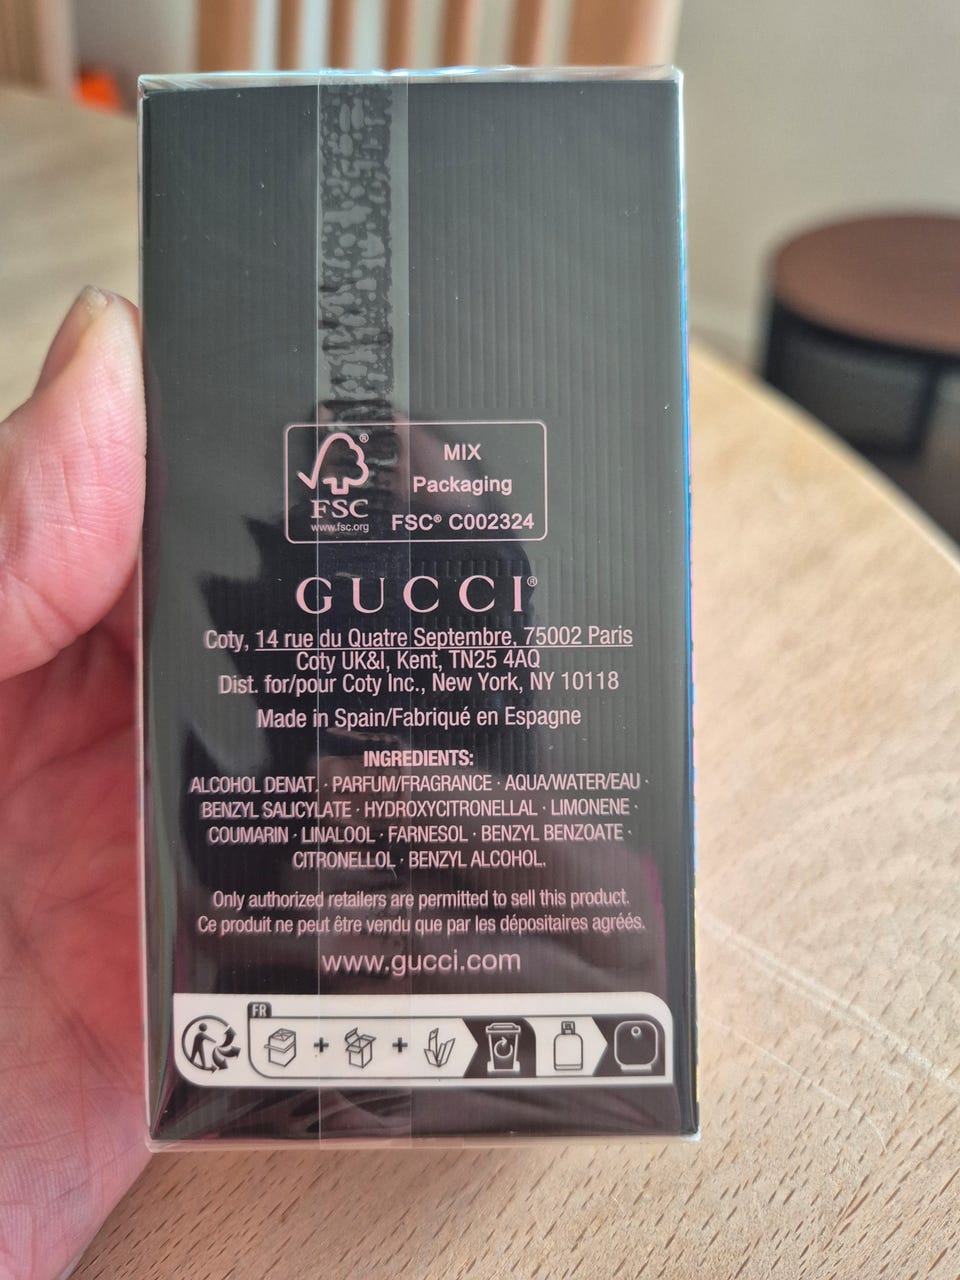 MIX
Packaging
FSC® C002324
FSC®
www.fsc.org
GUCCI®
Coty, 14 rue du Quatre Septembre, 75002 Paris
Coty UK&I, Kent, TN25 4AQ
Dist. for/pour Coty Inc., New York, NY 10118
Made in Spain/Fabriqué en Espagne
INGREDIENTS:
ALCOHOL DENAT. · PARFUM/FRAGRANCE · AQUA/WATER/EAU ·
BENZYL SALICYLATE · HYDROXYCITRONELLAL · LIMONENE ·
COUMARIN · LINALOOL · FARNESOL · BENZYL BENZOATE ·
CITRONELLOL · BENZYL ALCOHOL.
Only authorized retailers are permitted to sell this product.
Ce produit ne peut être vendu que par les dépositaires agréés.
www.gucci.com
FR